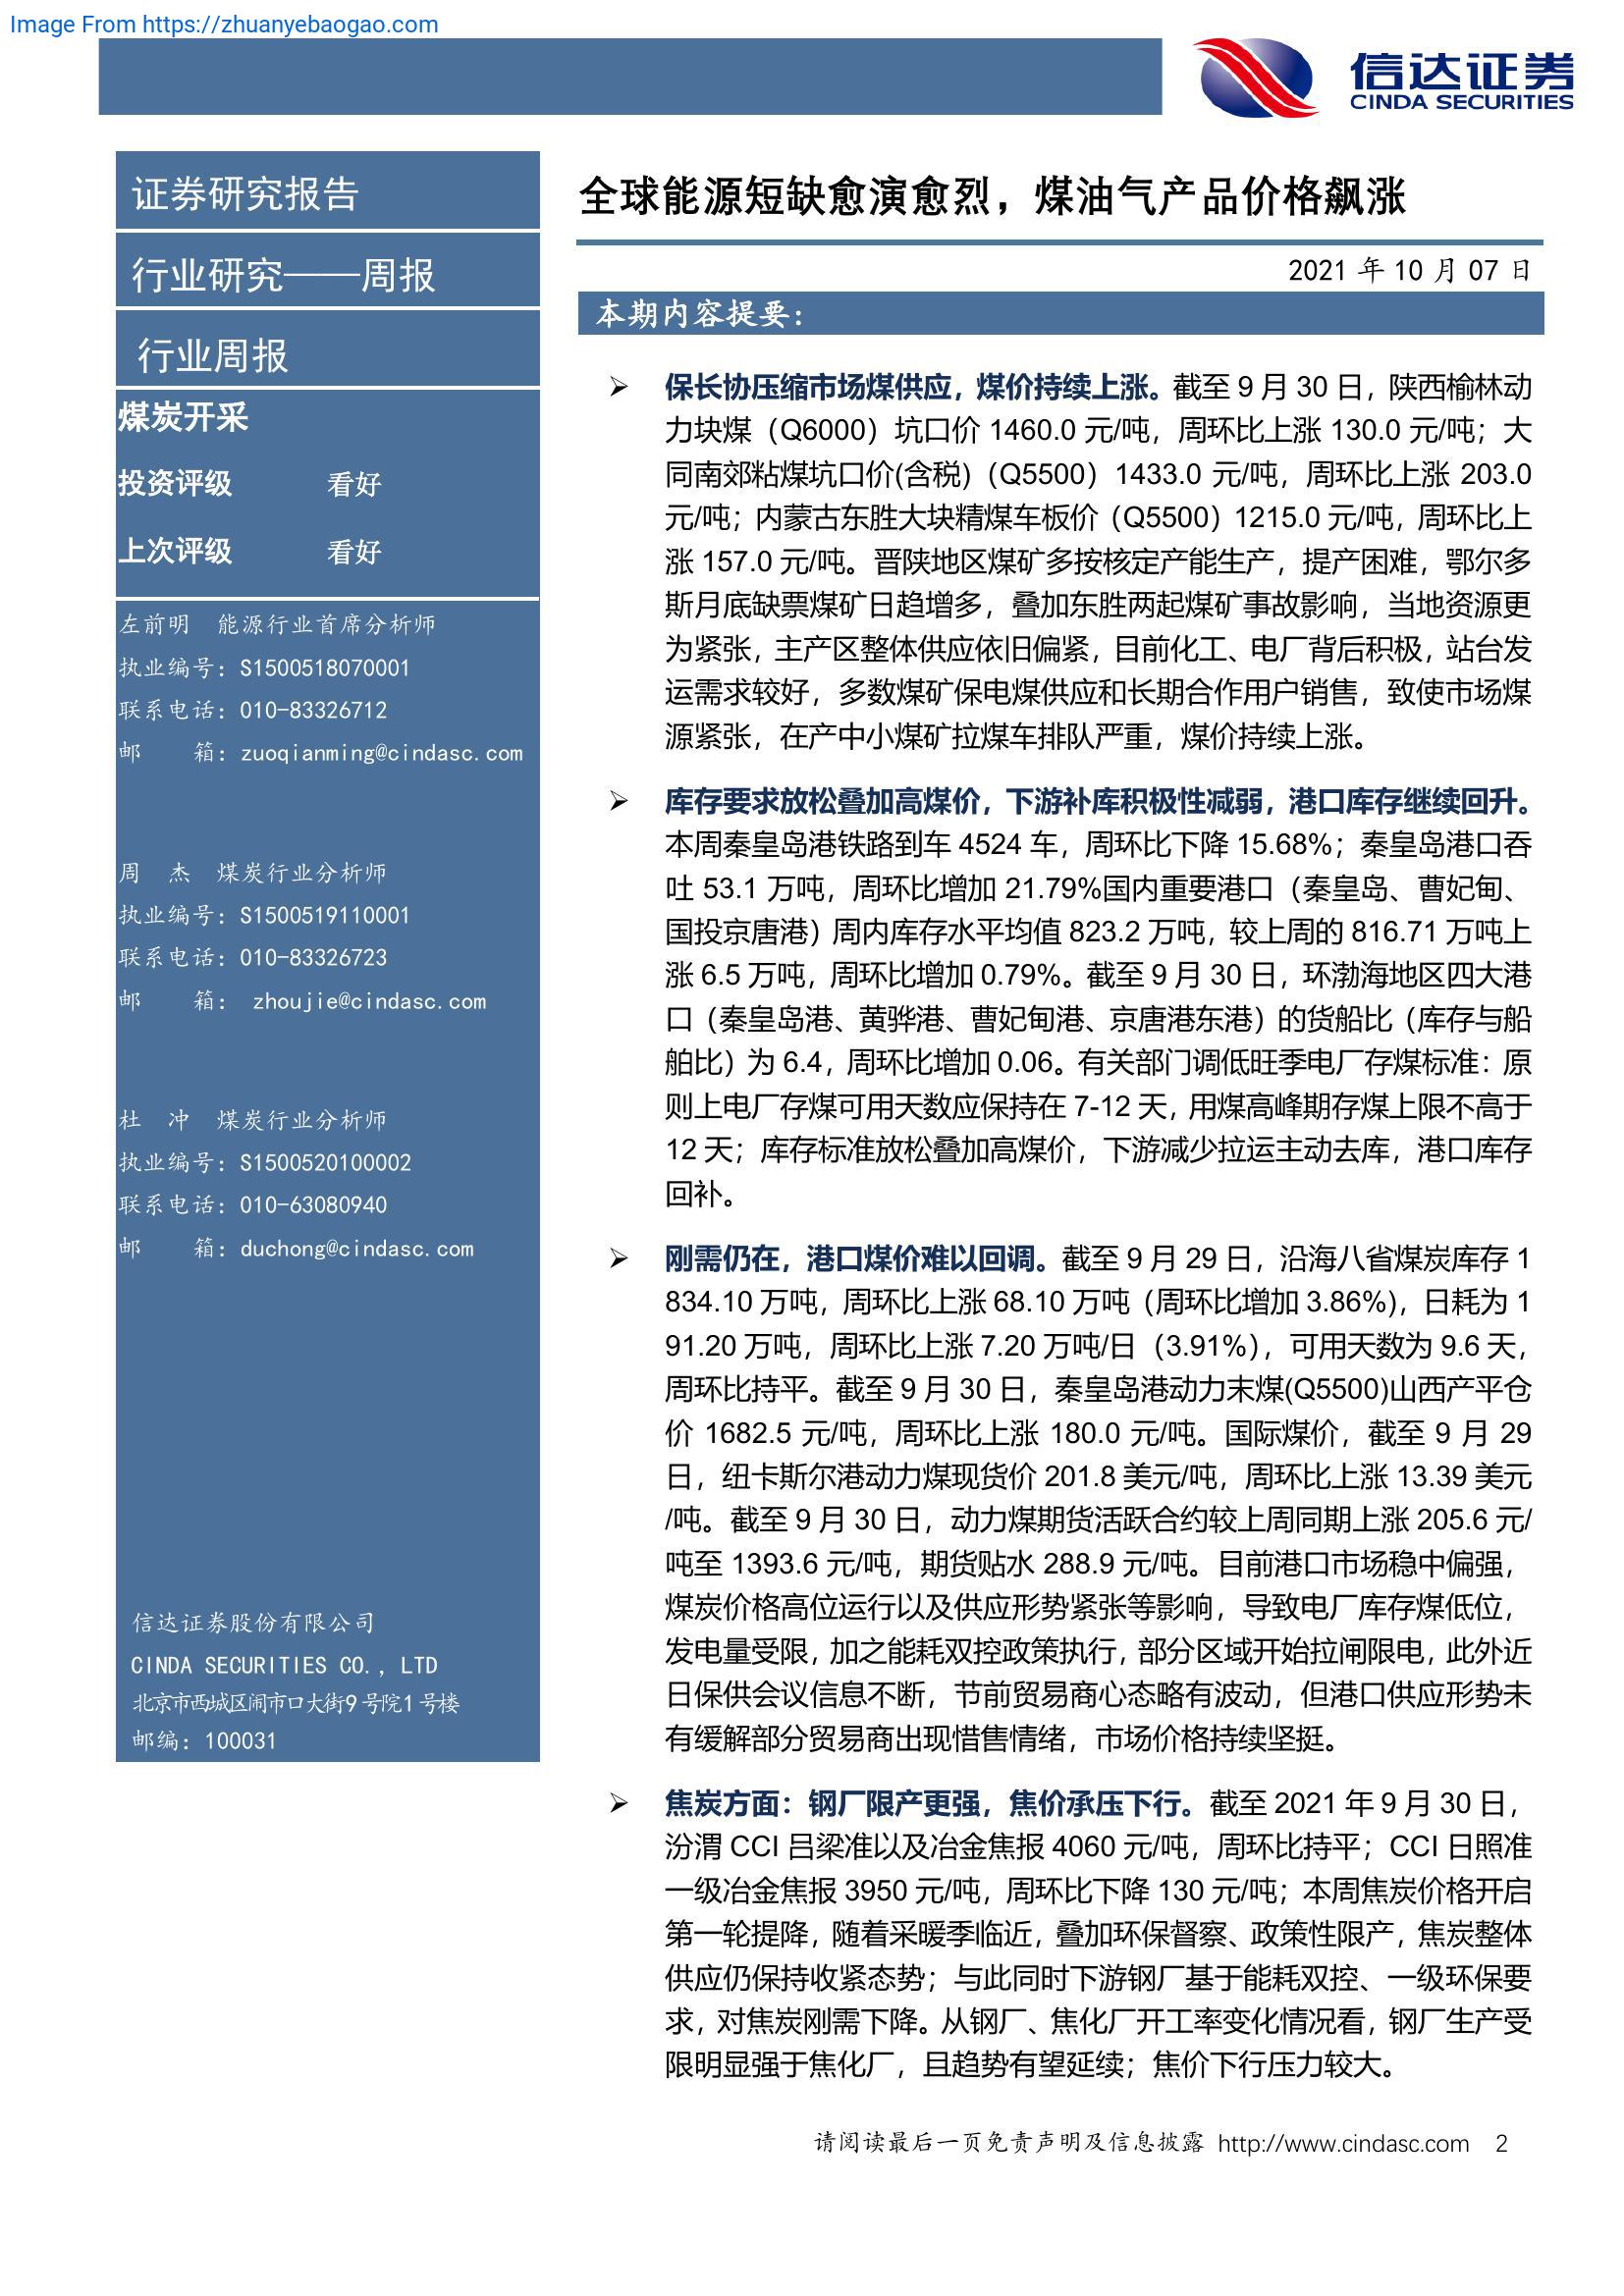 Image From https://zhuanyebaogao.com
信达证券
CINDA SECURITIES
证券研究报告
行业研究——周报
行业周报
煤炭开采
投资评级 看好
上次评级 看好
左前明 能源行业首席分析师
执业编号：S1500518070001
联系电话：010-83326712
邮 箱：zuoqianming@cindasc.com
周 杰 煤炭行业分析师
执业编号：S1500519110001
联系电话：010-83326723
邮 箱： zhoujie@cindasc.com
杜 冲 煤炭行业分析师
执业编号：S1500520100002
联系电话：010-63080940
邮 箱：duchong@cindasc.com
信达证券股份有限公司
CINDA SECURITIES CO.，LTD
北京市西城区闹市口大街9号院1号楼
邮编：100031
全球能源短缺愈演愈烈，煤油气产品价格飙涨
2021 年 10 月 07 日
本期内容提要：
➢ 保长协压缩市场煤供应，煤价持续上涨。截至 9 月 30 日，陕西榆林动
力块煤（Q6000）坑口价 1460.0 元/吨，周环比上涨 130.0 元/吨；大
同南郊粘煤坑口价(含税)（Q5500）1433.0 元/吨，周环比上涨 203.0
元/吨；内蒙古东胜大块精煤车板价（Q5500）1215.0 元/吨，周环比上
涨 157.0 元/吨。晋陕地区煤矿多按核定产能生产，提产困难，鄂尔多
斯月底缺票煤矿日趋增多，叠加东胜两起煤矿事故影响，当地资源更
为紧张，主产区整体供应依旧偏紧，目前化工、电厂背后积极，站台发
运需求较好，多数煤矿保电煤供应和长期合作用户销售，致使市场煤
源紧张，在产中小煤矿拉煤车排队严重，煤价持续上涨。
➢ 库存要求放松叠加高煤价，下游补库积极性减弱，港口库存继续回升。
本周秦皇岛港铁路到车 4524 车，周环比下降 15.68%；秦皇岛港口吞
吐 53.1 万吨，周环比增加 21.79%国内重要港口（秦皇岛、曹妃甸、
国投京唐港）周内库存水平均值 823.2 万吨，较上周的 816.71 万吨上
涨 6.5 万吨，周环比增加 0.79%。截至 9 月 30 日，环渤海地区四大港
口（秦皇岛港、黄骅港、曹妃甸港、京唐港东港）的货船比（库存与船
舶比）为 6.4，周环比增加 0.06。有关部门调低旺季电厂存煤标准：原
则上电厂存煤可用天数应保持在 7-12 天，用煤高峰期存煤上限不高于
12 天；库存标准放松叠加高煤价，下游减少拉运主动去库，港口库存
回补。
➢ 刚需仍在，港口煤价难以回调。截至 9 月 29 日，沿海八省煤炭库存 1
834.10 万吨，周环比上涨 68.10 万吨（周环比增加 3.86%)，日耗为 1
91.20 万吨，周环比上涨 7.20 万吨/日（3.91%），可用天数为 9.6 天，
周环比持平。截至 9 月 30 日，秦皇岛港动力末煤(Q5500)山西产平仓
价 1682.5 元/吨，周环比上涨 180.0 元/吨。国际煤价，截至 9 月 29
日，纽卡斯尔港动力煤现货价 201.8 美元/吨，周环比上涨 13.39 美元
/吨。截至 9 月 30 日，动力煤期货活跃合约较上周同期上涨 205.6 元/
吨至 1393.6 元/吨，期货贴水 288.9 元/吨。目前港口市场稳中偏强，
煤炭价格高位运行以及供应形势紧张等影响，导致电厂库存煤低位，
发电量受限，加之能耗双控政策执行，部分区域开始拉闸限电，此外近
日保供会议信息不断，节前贸易商心态略有波动，但港口供应形势未
有缓解部分贸易商出现惜售情绪，市场价格持续坚挺。
➢ 焦炭方面：钢厂限产更强，焦价承压下行。截至 2021 年 9 月 30 日，
汾渭 CCI 吕梁准以及冶金焦报 4060 元/吨，周环比持平；CCI 日照准
一级冶金焦报 3950 元/吨，周环比下降 130 元/吨；本周焦炭价格开启
第一轮提降，随着采暖季临近，叠加环保督察、政策性限产，焦炭整体
供应仍保持收紧态势；与此同时下游钢厂基于能耗双控、一级环保要
求，对焦炭刚需下降。从钢厂、焦化厂开工率变化情况看，钢厂生产受
限明显强于焦化厂，且趋势有望延续；焦价下行压力较大。
请阅读最后一页免责声明及信息披露 http://www.cindasc.com 2